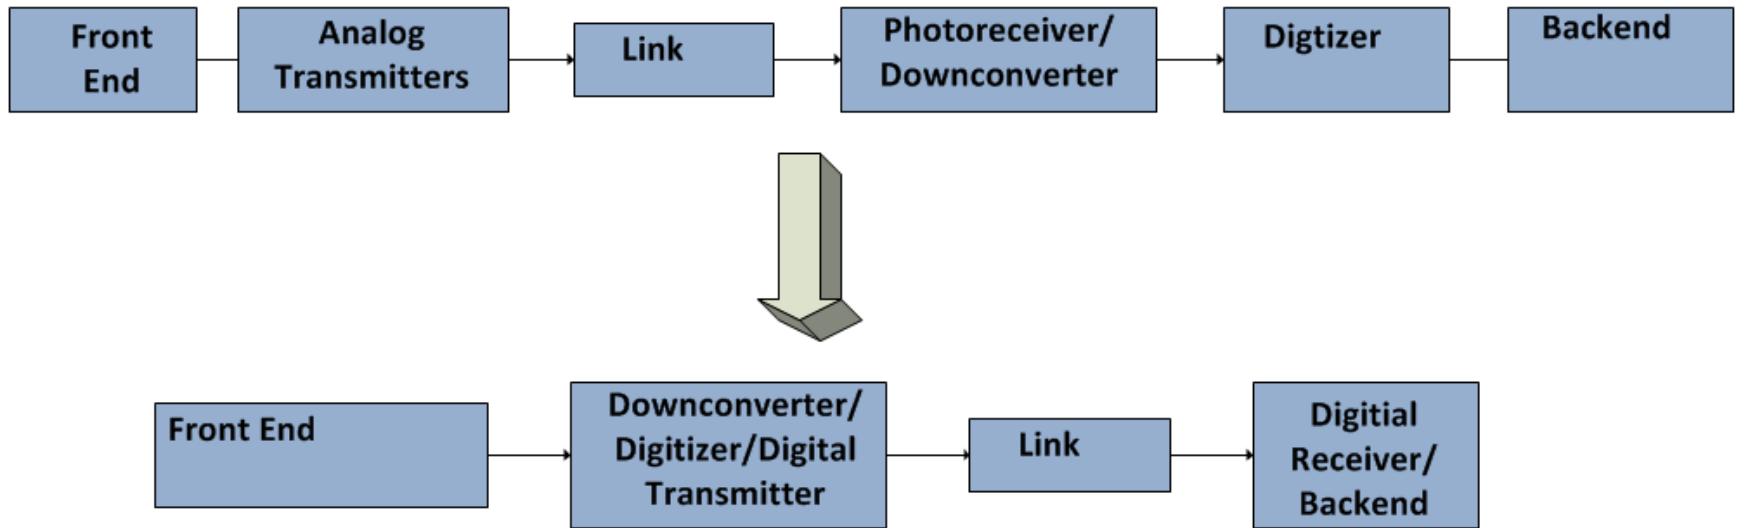 Front
End
Analog
Transmitters
Link
Photoreceiver/
Downconverter
Digtizer
Backend
Front End
Downconverter/
Digitizer/Digital
Transmitter
Link
Digitial
Receiver/
Backend